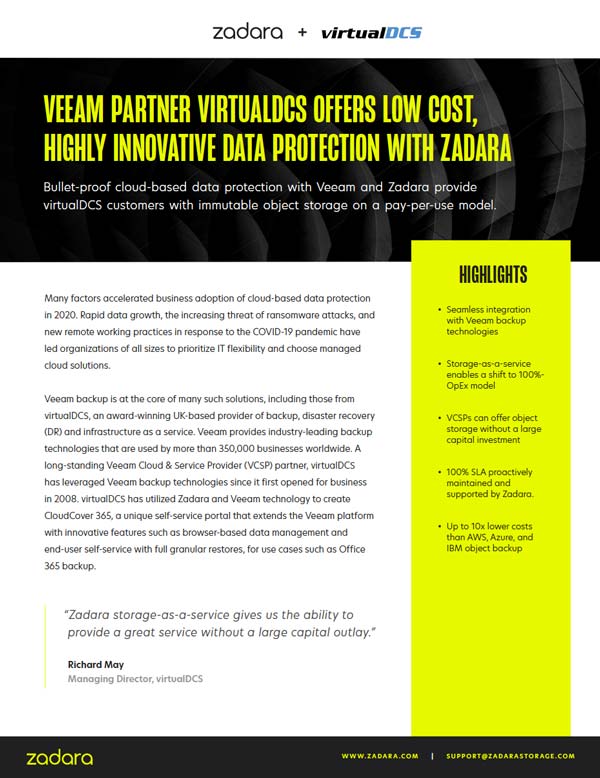 zadara + virtualDCS
VEEAM PARTNER VIRTUALDCS OFFERS LOW COST,
HIGHLY INNOVATIVE DATA PROTECTION WITH ZADARA
Bullet-proof cloud-based data protection with Veeam and Zadara provide
virtualDCS customers with immutable object storage on a pay-per-use model.
Many factors accelerated business adoption of cloud-based data protection
in 2020. Rapid data growth, the increasing threat of ransomware attacks, and
new remote working practices in response to the COVID-19 pandemic have
led organizations of all sizes to prioritize IT flexibility and choose managed
cloud solutions.
Veeam backup is at the core of many such solutions, including those from
virtualDCS, an award-winning UK-based provider of backup, disaster recovery
(DR) and infrastructure as a service. Veeam provides industry-leading backup
technologies that are used by more than 350,000 businesses worldwide. A
long-standing Veeam Cloud & Service Provider (VCSP) partner, virtualDCS
has leveraged Veeam backup technologies since it first opened for business
in 2008. virtualDCS has utilized Zadara and Veeam technology to create
CloudCover 365, a unique self-service portal that extends the Veeam platform
with innovative features such as browser-based data management and
end-user self-service with full granular restores, for use cases such as Office
365 backup.
"Zadara storage-as-a-service gives us the ability to
provide a great service without a large capital outlay."
Richard May
Managing Director, virtualDCS
HIGHLIGHTS
• Seamless integration
with Veeam backup
technologies
• Storage-as-a-service
enables a shift to 100%-
OpEx model
• VCSPs can offer object
storage without a large
capital investment
• 100% SLA proactively
maintained and
supported by Zadara.
• Up to 10x lower costs
than AWS, Azure, and
IBM object backup
zadara
WWW.ZADARA.COM | SUPPORT@ZADARASTORAGE.COM